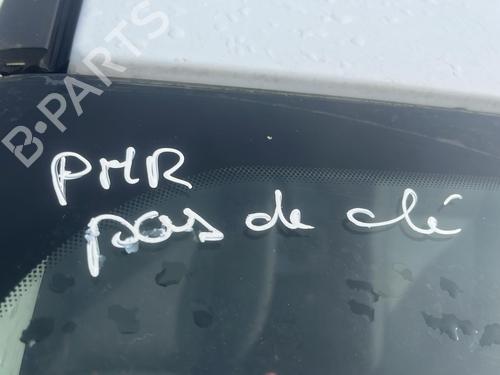 B-PARTS
PMR
pas de clé